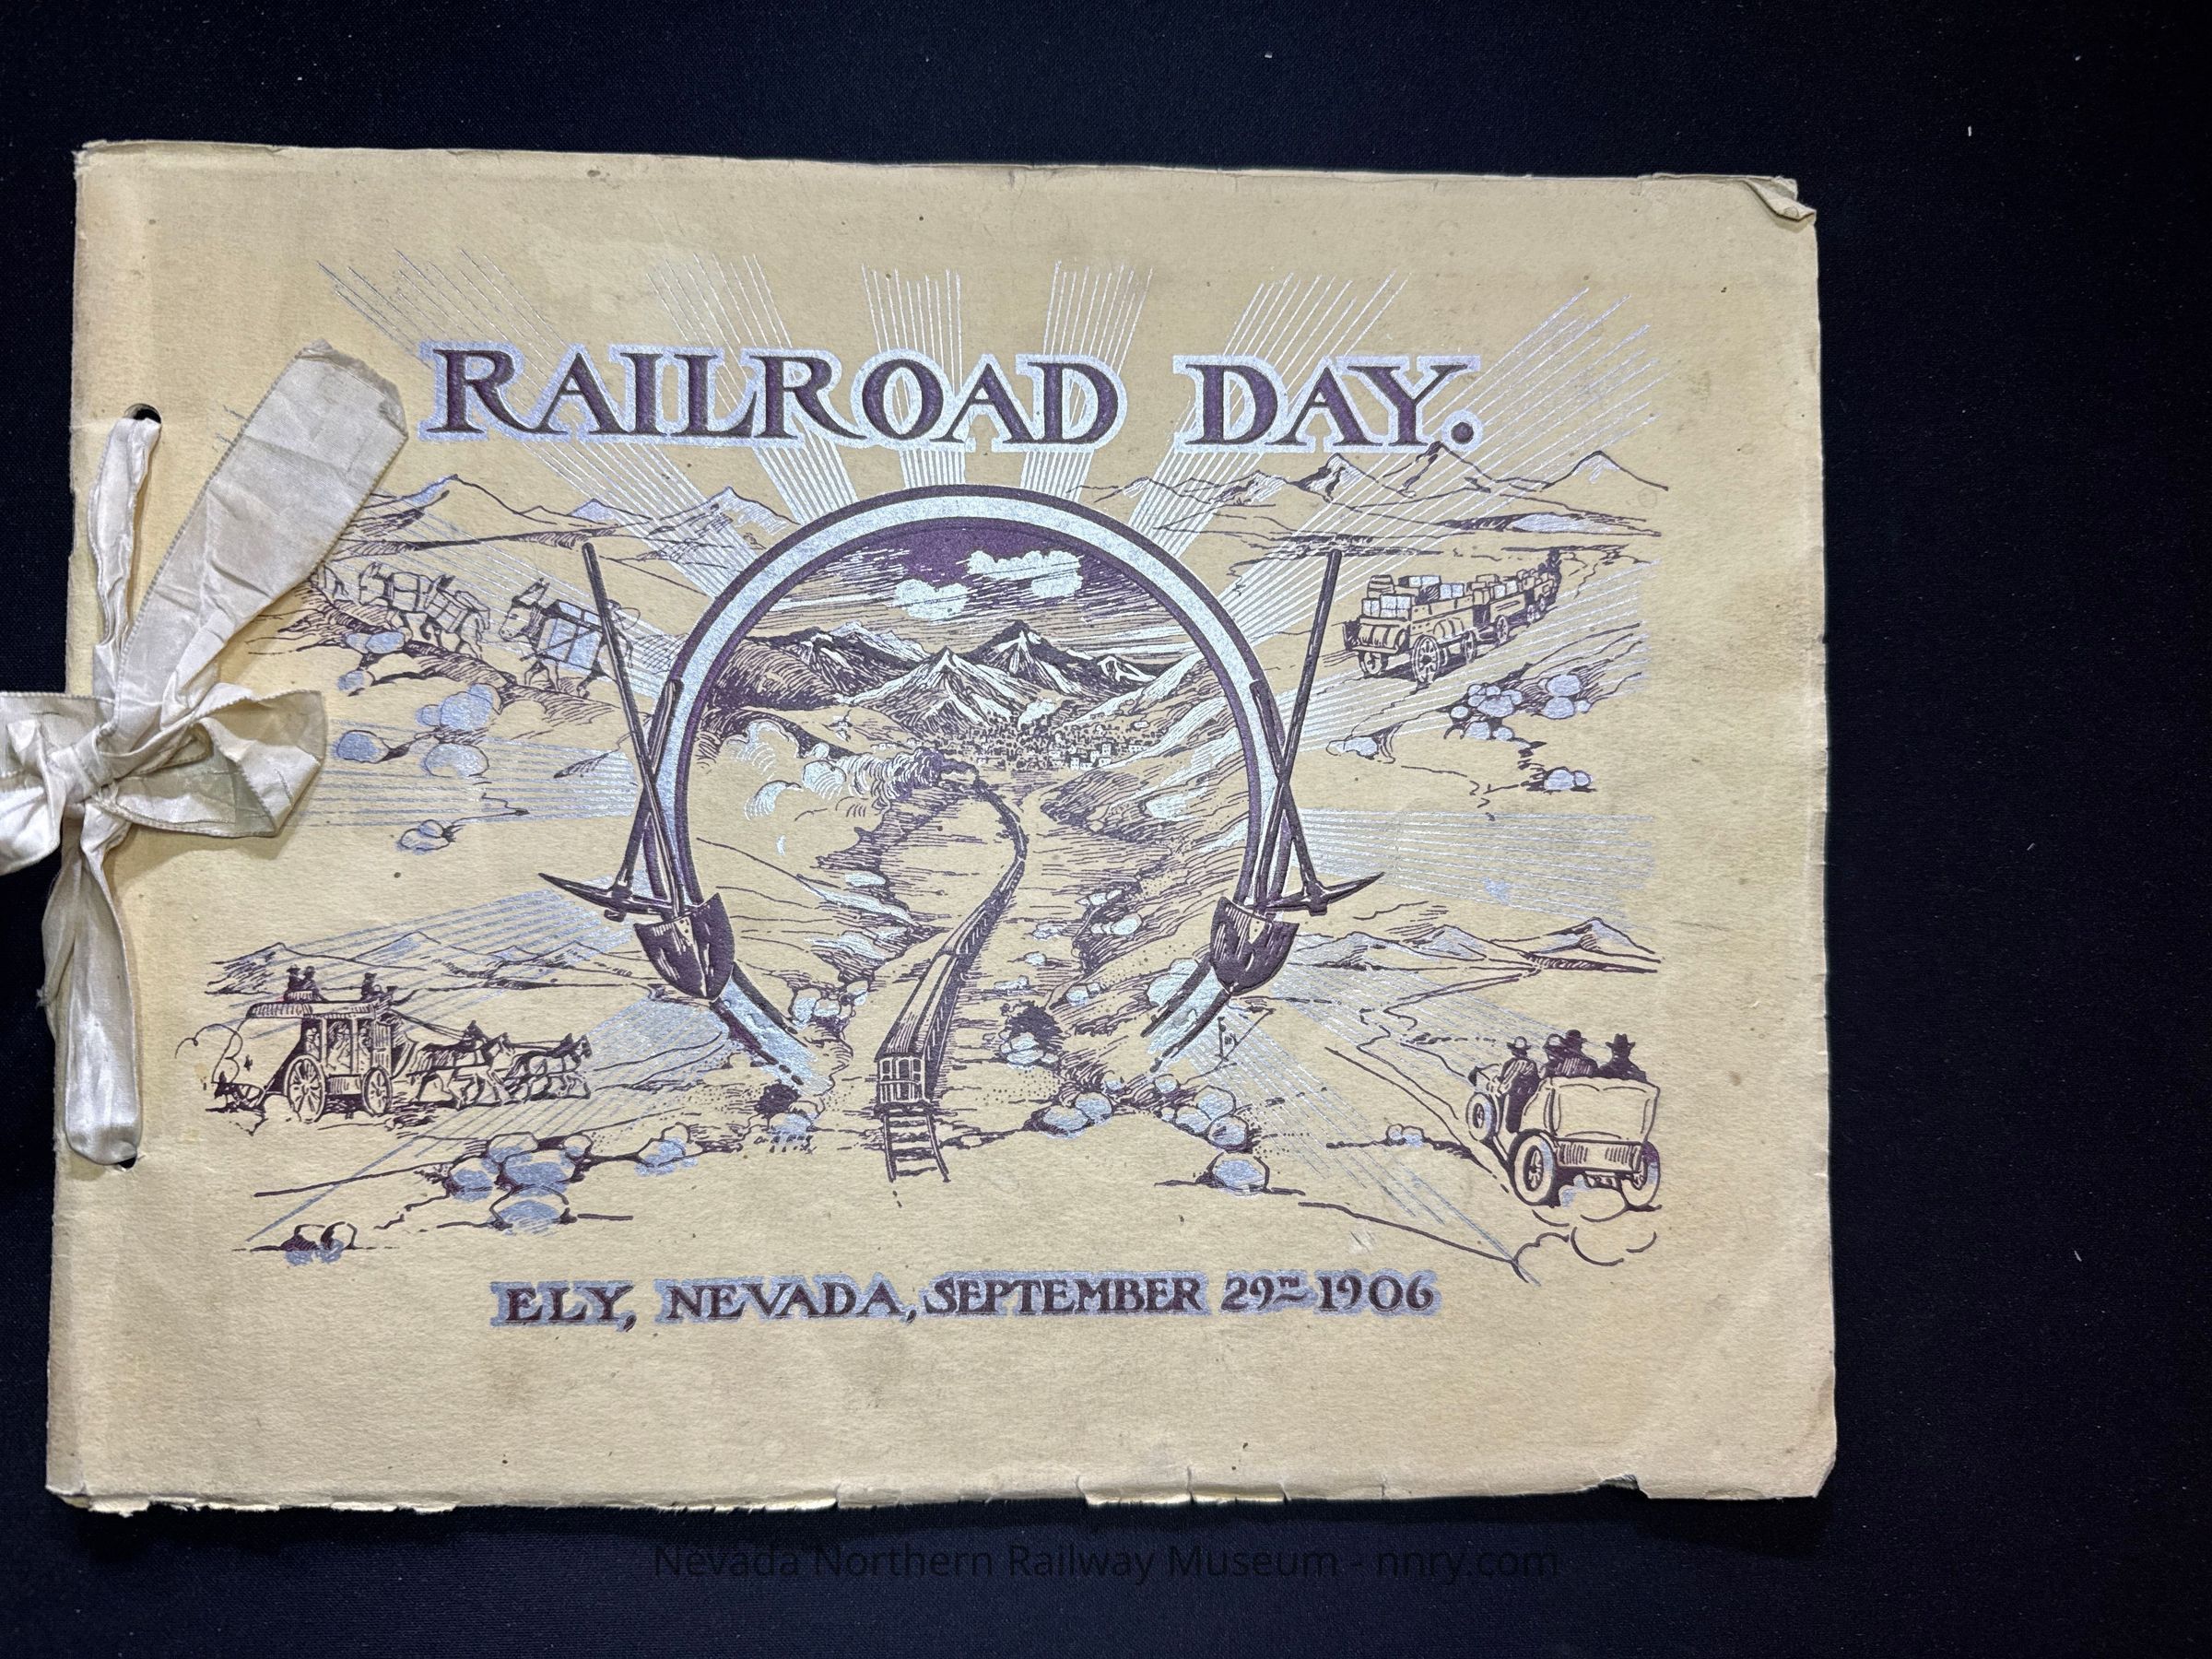 RAILROAD DAY.
ELY, NEVADA, SEPTEMBER 29TH 1906
Nevada Northern Railway Museum - nnry.com